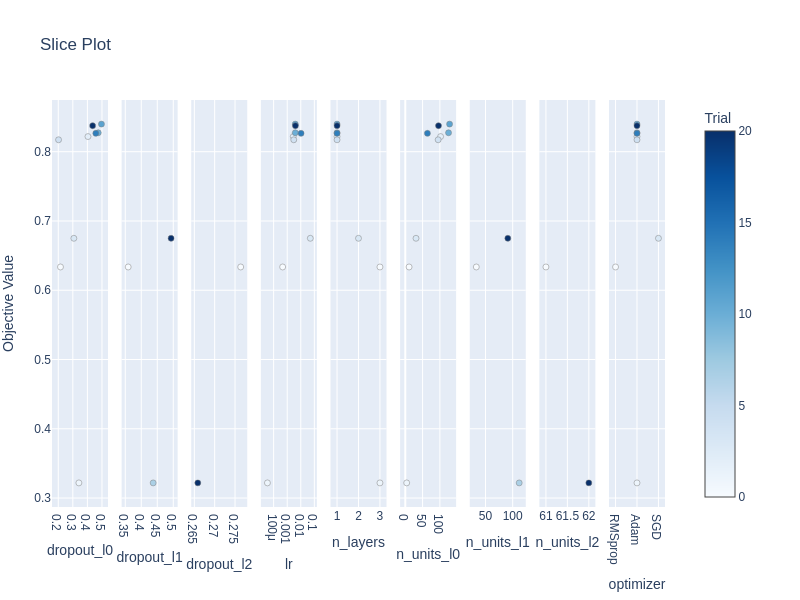 Slice Plot
Trial
Objective Value
0.8
0.7
0.6
0.5
0.4
0.3
0.2 0.3 0.4 0.5
0.35 0.4 0.45 0.5
0.265 0.27 0.275
100μ 0.001 0.01 0.1
1 2 3
0 50 100
50 100
61 61.5 62
RMSprop Adam SGD
dropout_l0
dropout_l1
dropout_l2
lr
n_layers
n_units_l0
n_units_l1
n_units_l2
optimizer
20
15
10
5
0